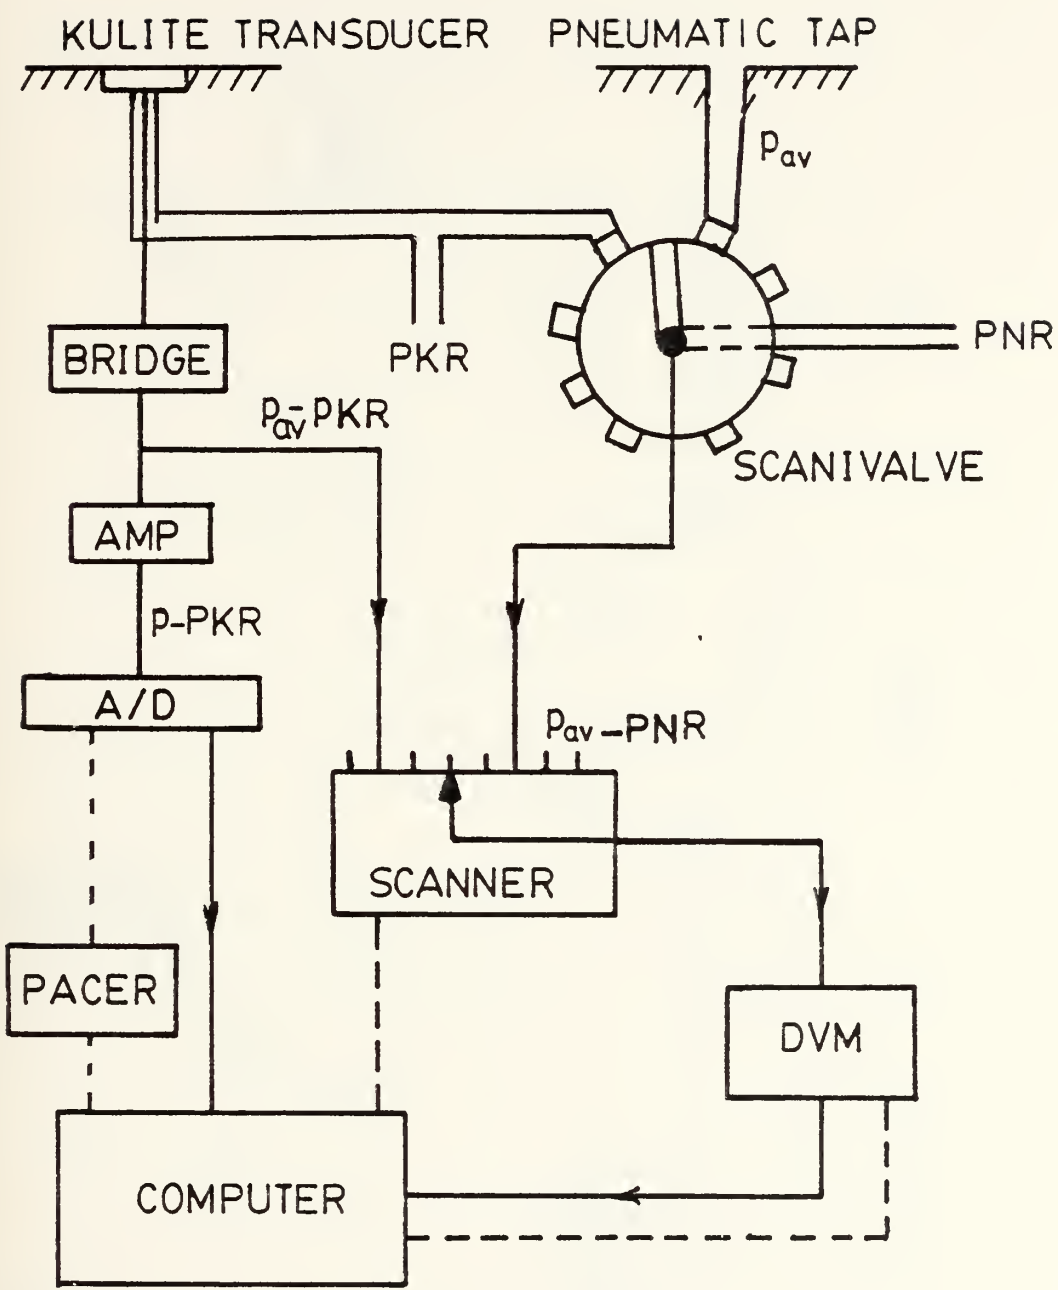 KULITE TRANSDUCER
PNEUMATIC TAP
pav
PNR
BRIDGE
PKR
pav-PKR
SCANIVALVE
AMP
p-PKR
A/D
pav-PNR
SCANNER
PACER
DVM
COMPUTER